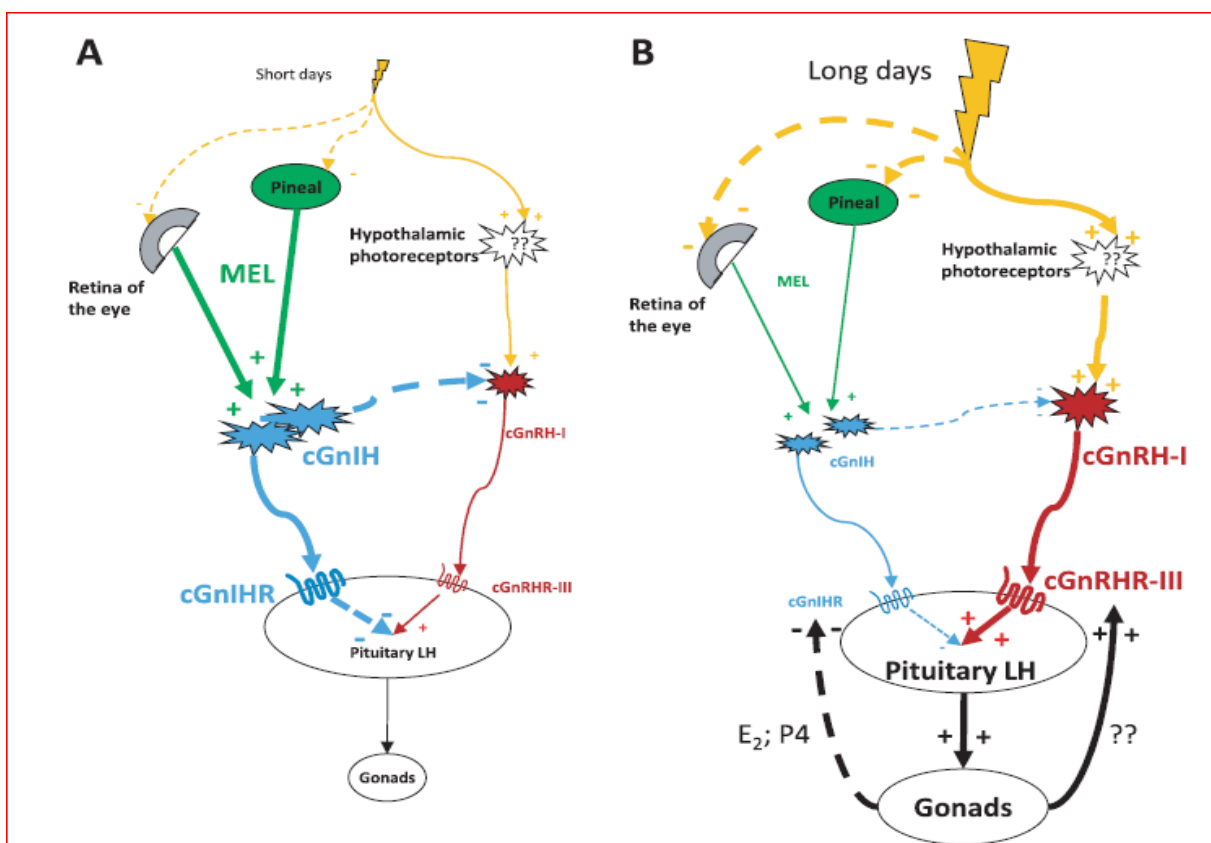 A
Short days
-
-
Pineal
-
Retina of
the eye
MEL
Hypothalamic
photoreceptors
+ +
??
+
+
+
+
-
-
cGnIH
cGnRH-I
cGnIHR
cGnRHR-III
-
-
+
Pituitary LH
Gonads
B
Long days
-
-
-
-
Pineal
Retina of
the eye
MEL
Hypothalamic
photoreceptors
+ +
??
+ +
+
+
-
-
cGnIH
cGnRH-I
cGnIHR
cGnRHR-III
- -
-
+
+
+ +
Pituitary LH
E2; P4
+ +
??
Gonads